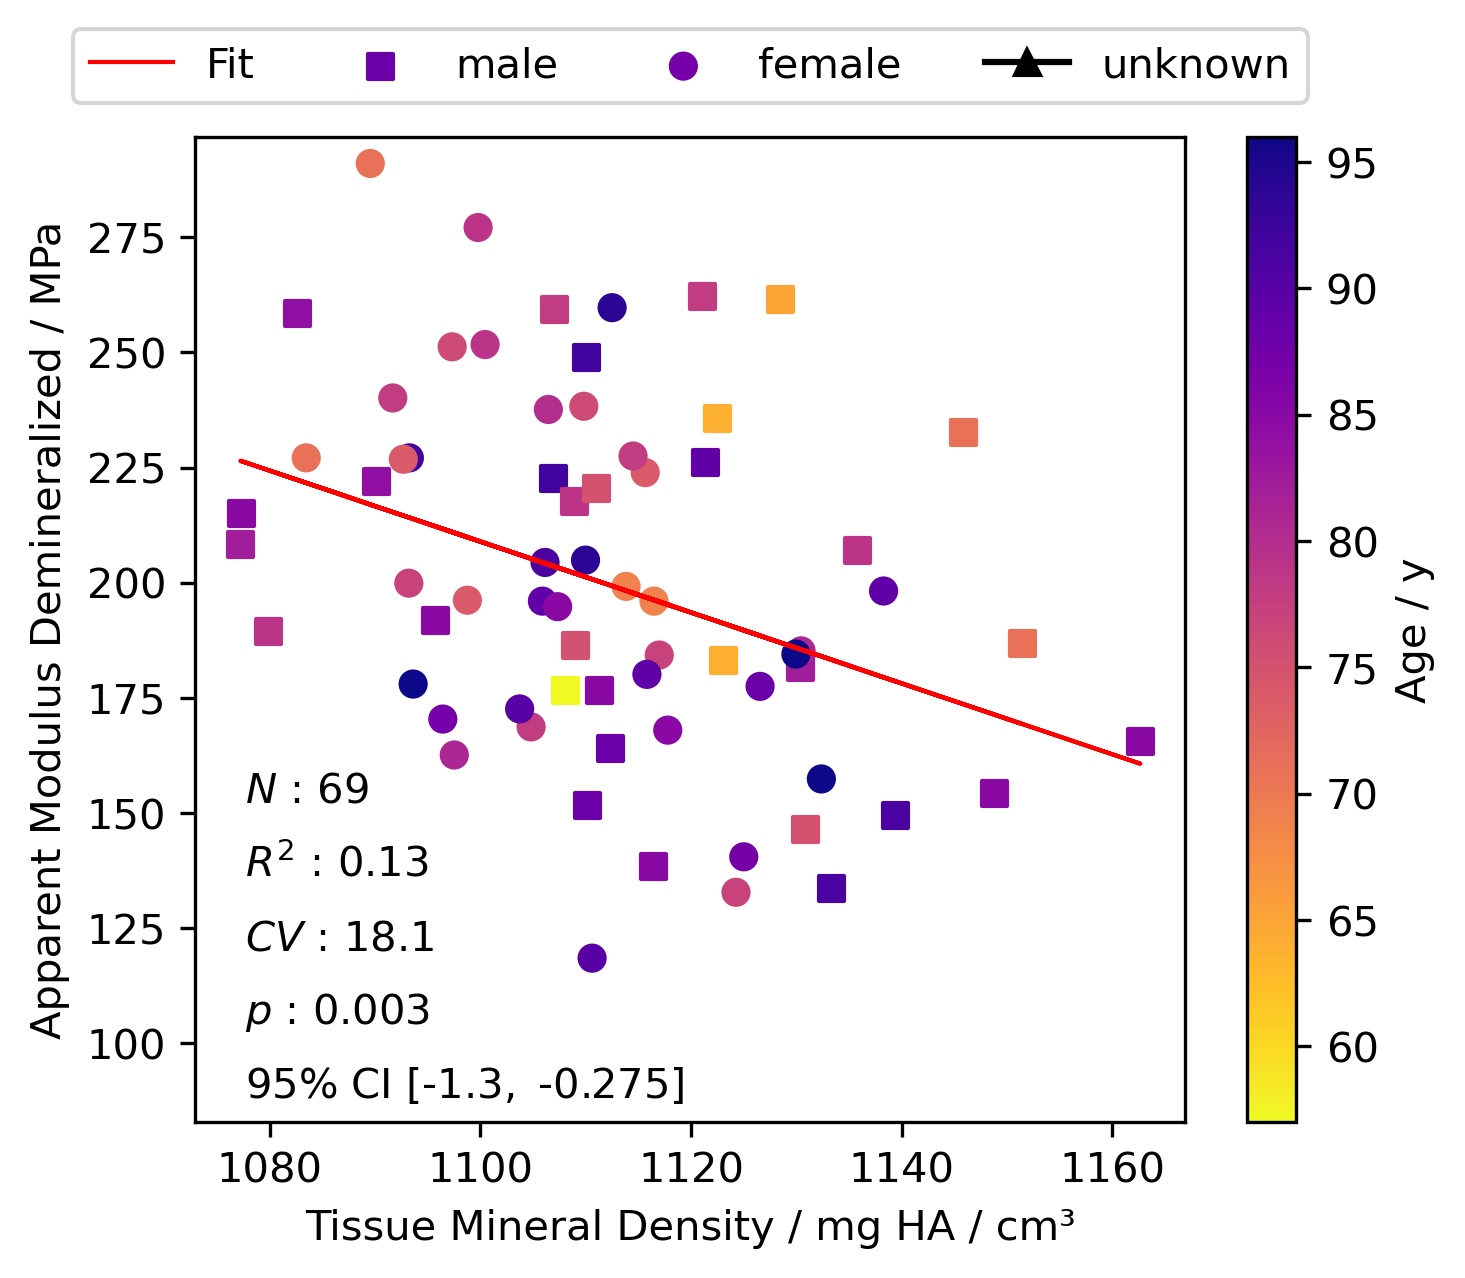 Fit male female unknown
275
250
225
200
175
150
125
100
Apparent Modulus Demineralized / MPa
N : 69
R² : 0.13
CV : 18.1
p : 0.003
95% CI [-1.3, -0.275]
1080 1100 1120 1140 1160
Tissue Mineral Density / mg HA / cm³
95
90
85
80
75
70
65
60
Age / y